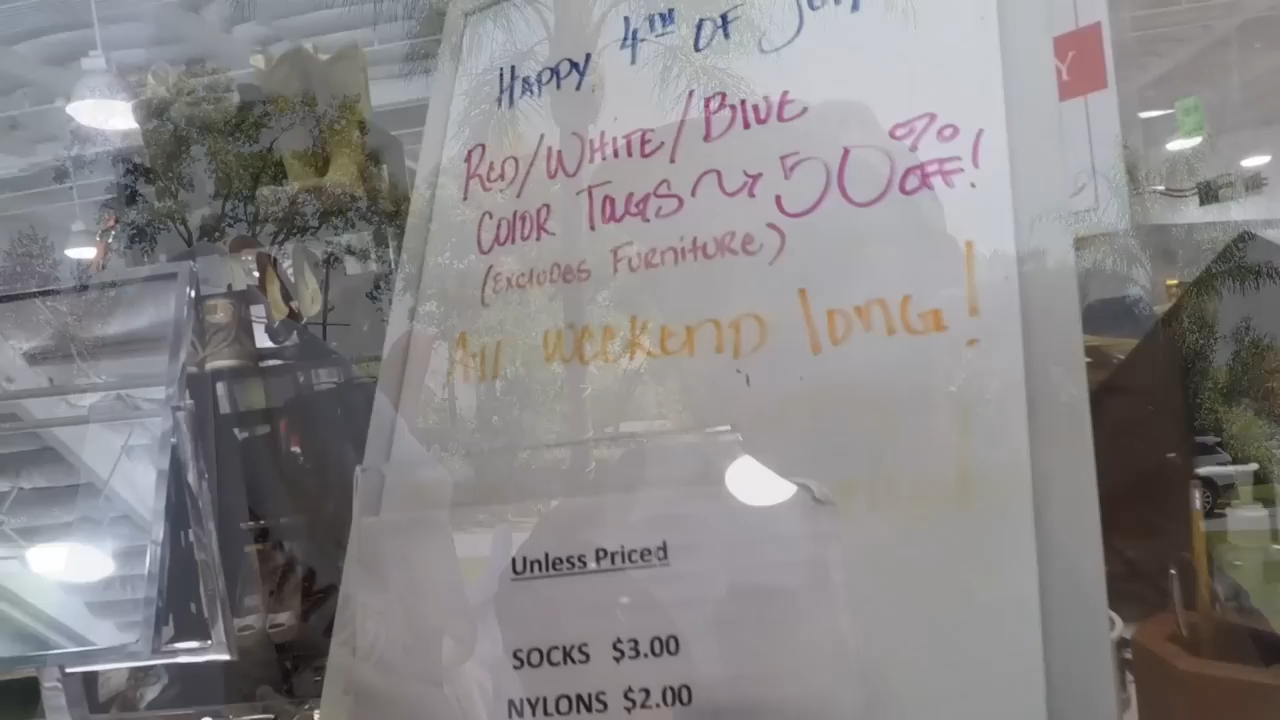 HAPPY 4TH OF July
RED/WHITE/BLUE
COLOR TAGS ~ 50% OFF!
(EXCLUDES FURNITURE)
All weekend long!
Unless Priced
SOCKS $3.00
NYLONS $2.00
Y